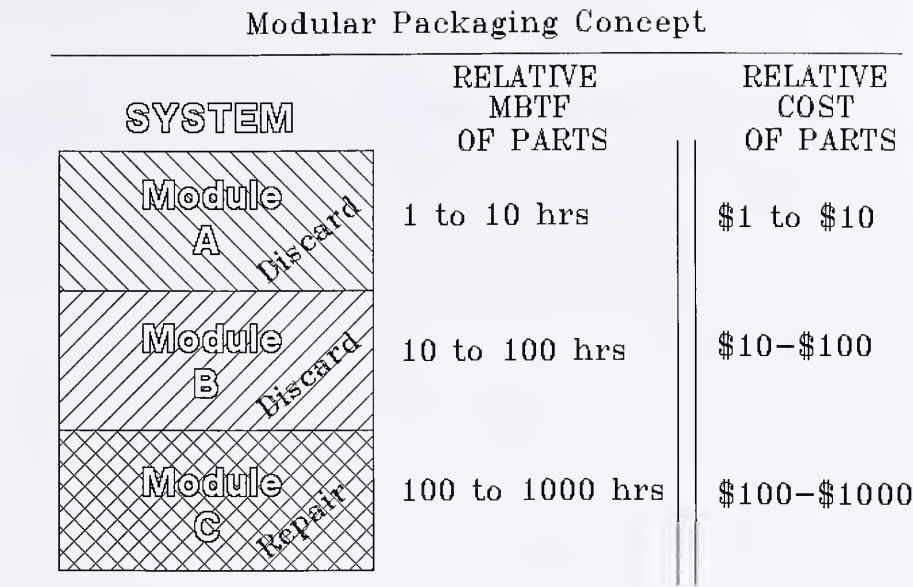 Modular Packaging Concept
SYSTEM
RELATIVE
MBTF
OF PARTS
RELATIVE
COST
OF PARTS
Module
A
Discard
1 to 10 hrs
$1 to $10
Module
B
Discard
10 to 100 hrs
$10-$100
Module
C
Repair
100 to 1000 hrs
$100-$1000